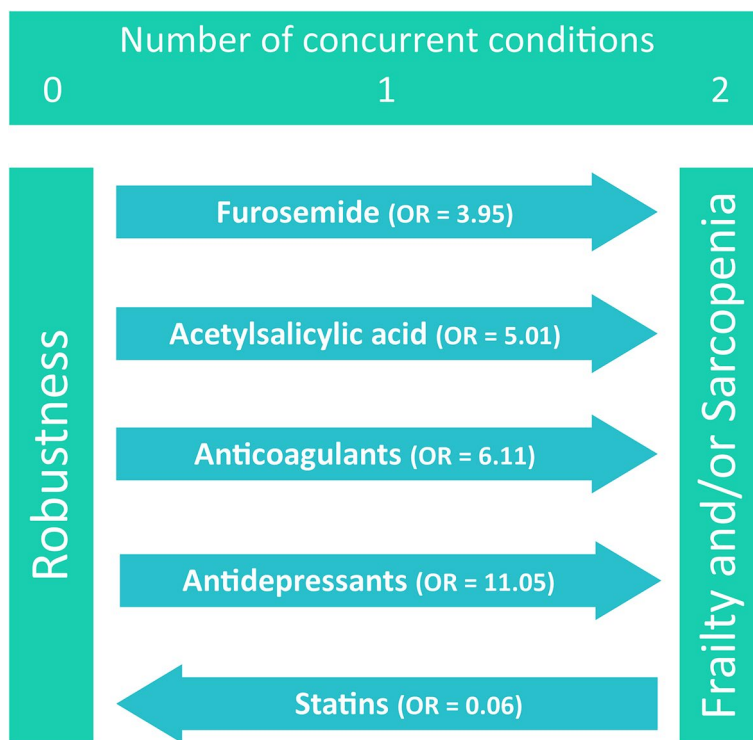 Number of concurrent conditions
0 1 2
Robustness
Furosemide (OR = 3.95)
Acetylsalicylic acid (OR = 5.01)
Anticoagulants (OR = 6.11)
Antidepressants (OR = 11.05)
Statins (OR = 0.06)
Frailty and/or Sarcopenia